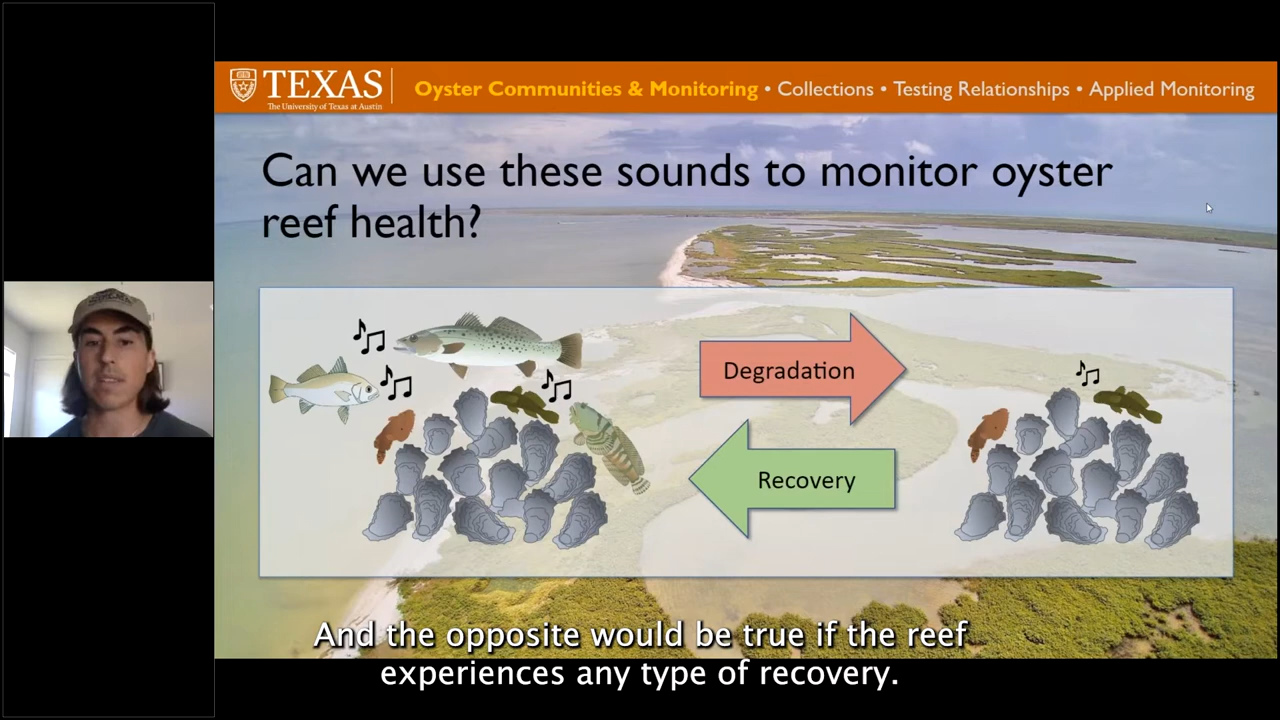 TEXAS
The University of Texas at Austin
Oyster Communities & Monitoring • Collections • Testing Relationships • Applied Monitoring
Can we use these sounds to monitor oyster
reef health?
Degradation
Recovery
And the opposite would be true if the reef
experiences any type of recovery.